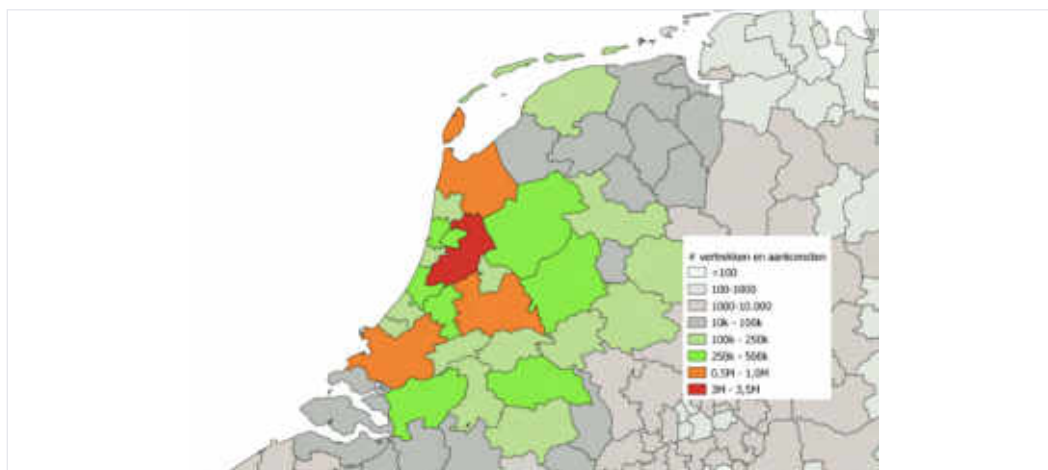 # vertrekken en aankomsten
<100
100-1000
1000-10.000
10k - 100k
100k - 250k
250k - 500k
0,5M - 1,0M
3M - 3,5M